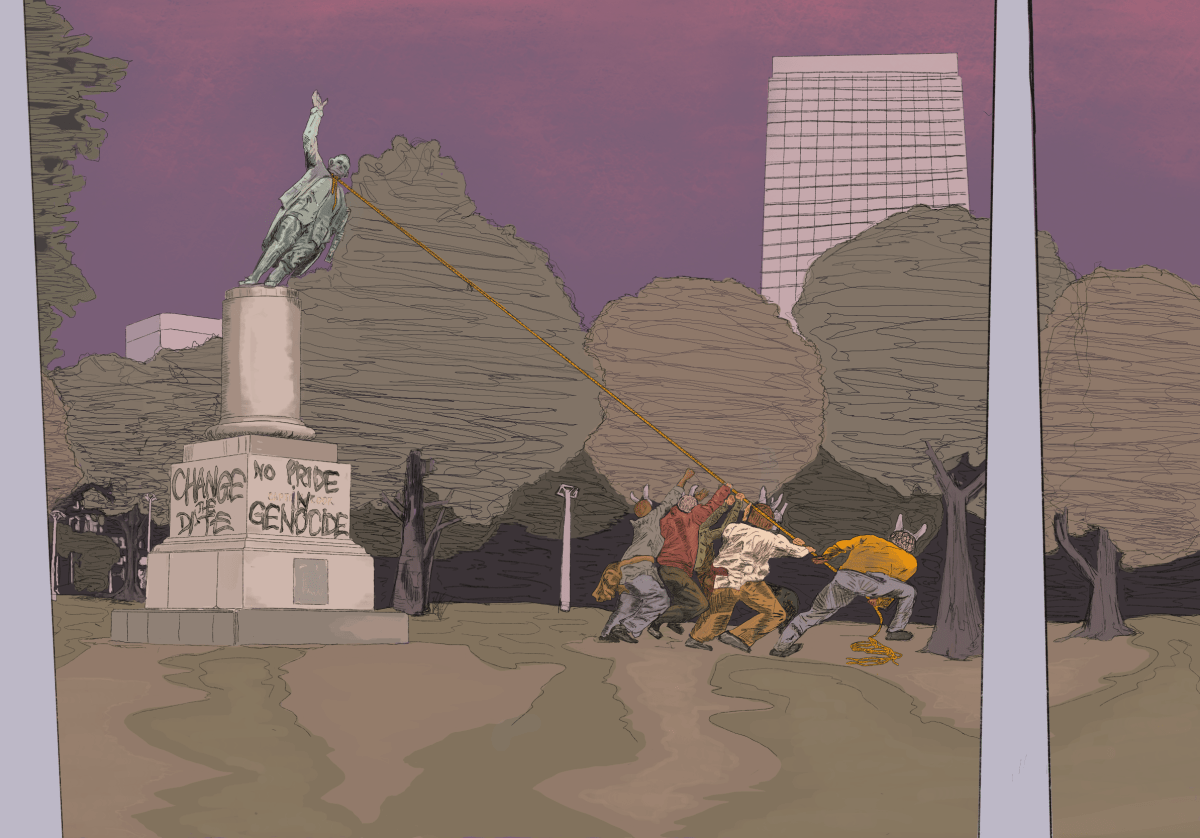 CHANGE
THE
DATE
NO PRIDE
IN
GENOCIDE